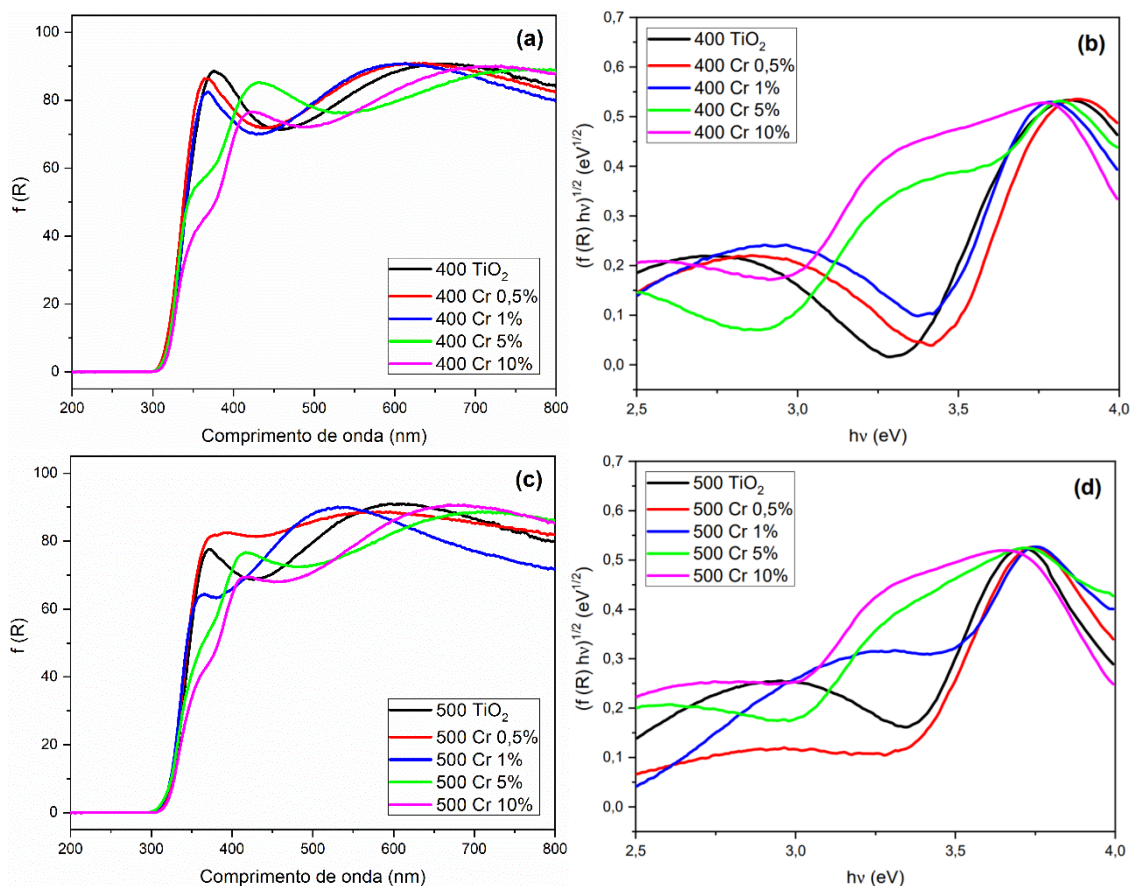 (a)
f (R)
100
80
60
40
20
0
400 TiO₂
400 Cr 0,5%
400 Cr 1%
400 Cr 5%
400 Cr 10%
200 300 400 500 600 700 800
Comprimento de onda (nm)
(b)
(f (R) hν)^1/2 (eV^1/2)
0,7
0,6
0,5
0,4
0,3
0,2
0,1
0,0
400 TiO₂
400 Cr 0,5%
400 Cr 1%
400 Cr 5%
400 Cr 10%
2,5 3,0 3,5 4,0
hν (eV)
(c)
f (R)
100
80
60
40
20
0
500 TiO₂
500 Cr 0,5%
500 Cr 1%
500 Cr 5%
500 Cr 10%
200 300 400 500 600 700 800
Comprimento de onda (nm)
(d)
(f (R) hν)^1/2 (eV^1/2)
0,7
0,6
0,5
0,4
0,3
0,2
0,1
0,0
500 TiO₂
500 Cr 0,5%
500 Cr 1%
500 Cr 5%
500 Cr 10%
2,5 3,0 3,5 4,0
hν (eV)